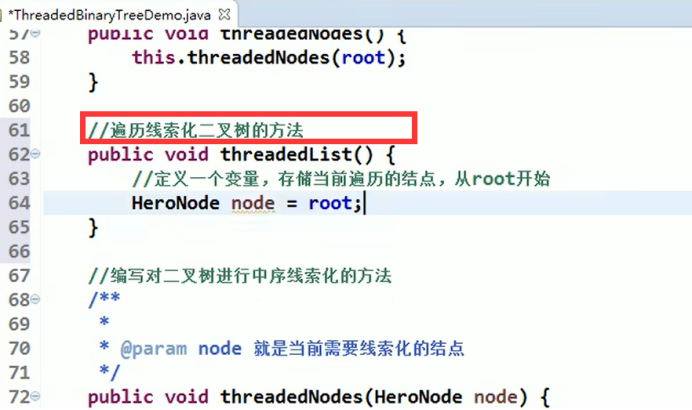 *ThreadedBinaryTreeDemo.java
57 public void threadedNodes() {
58 this.threadedNodes(root);
59 }
60
61 //遍历线索化二叉树的方法
62 public void threadedList() {
63 //定义一个变量，存储当前遍历的结点，从root开始
64 HeroNode node = root;
65 }
66
67 //编写对二叉树进行中序线索化的方法
68 /**
69 *
70 * @param node 就是当前需要线索化的结点
71 */
72 public void threadedNodes(HeroNode node) {